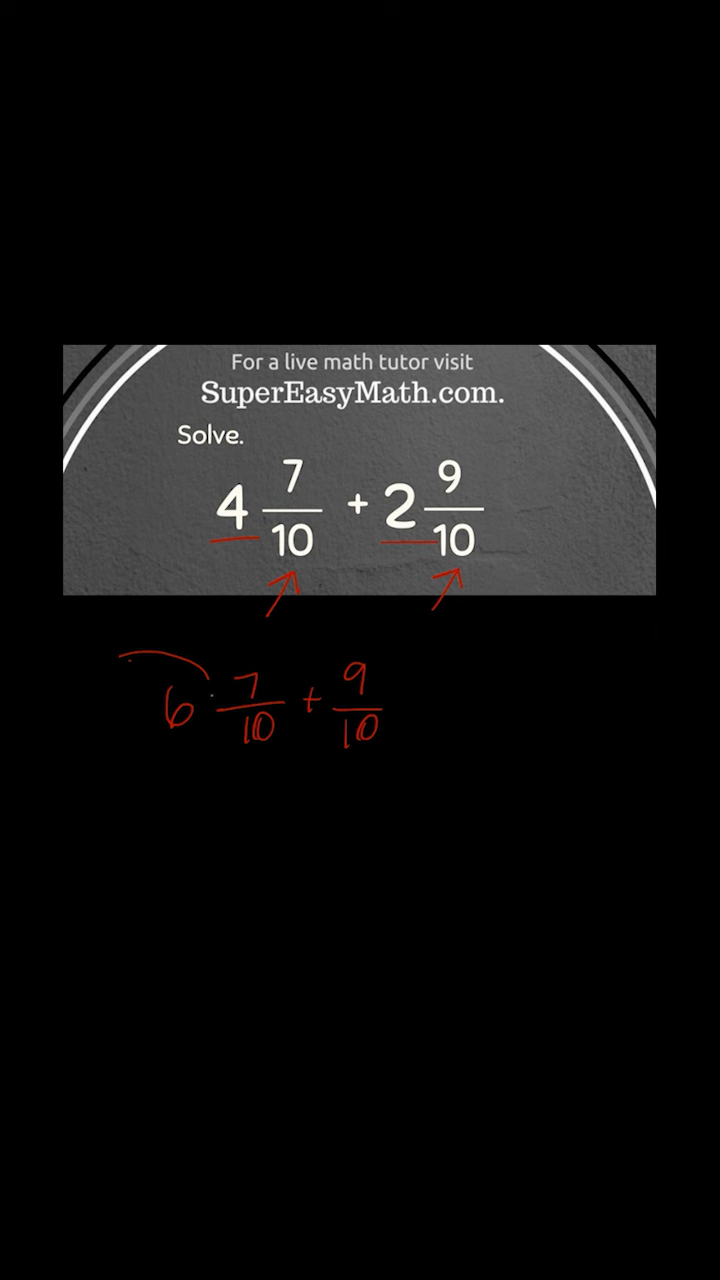 For a live math tutor visit
SuperEasyMath.com.
Solve.
4 7/10 + 2 9/10
6 7/10 + 9/10